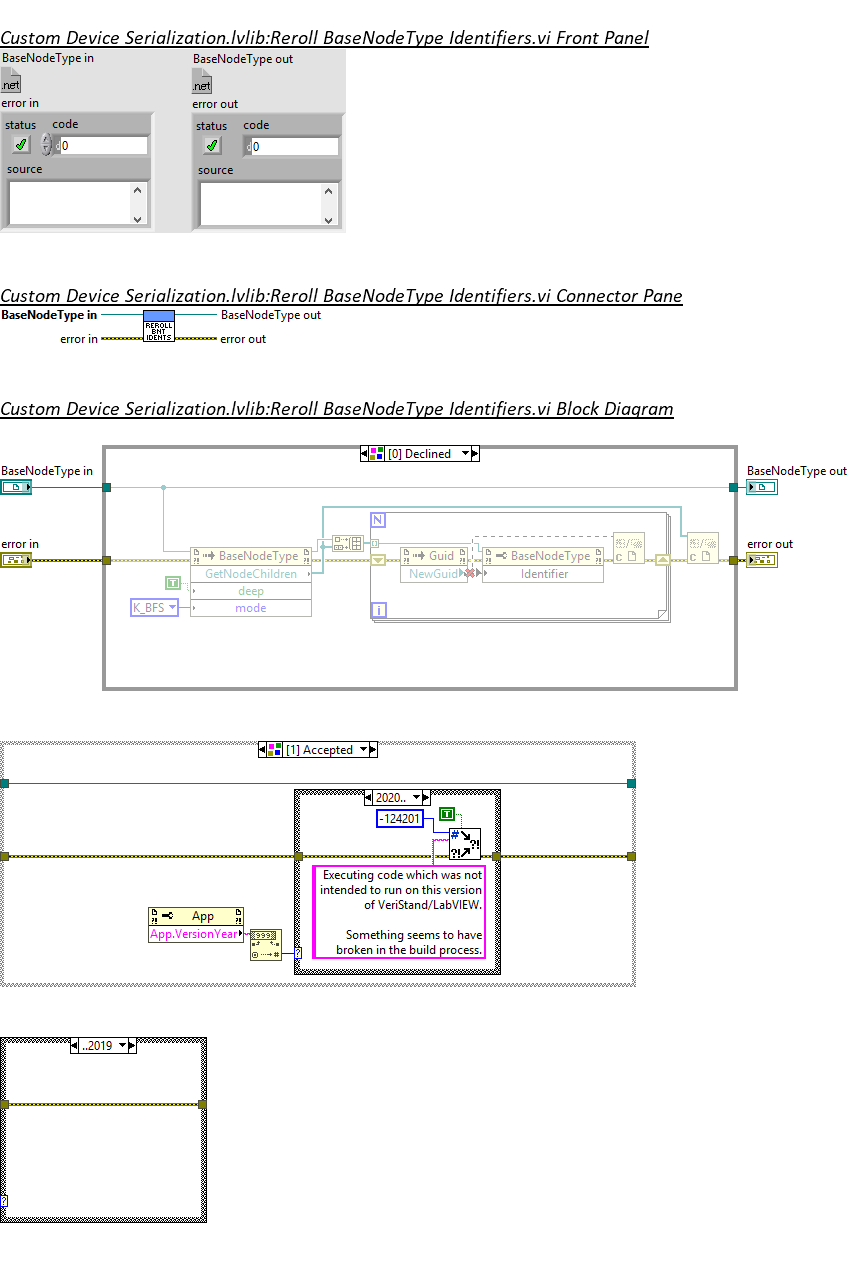 Custom Device Serialization.lvlib:Reroll BaseNodeType Identifiers.vi Front Panel
BaseNodeType in
BaseNodeType out
.net
.net
error in
error out
status
code
status
code
d
0
d
0
source
source
Custom Device Serialization.lvlib:Reroll BaseNodeType Identifiers.vi Connector Pane
BaseNodeType in
BaseNodeType out
REROLL
BNT
IDENTS
error in
error out
Custom Device Serialization.lvlib:Reroll BaseNodeType Identifiers.vi Block Diagram
[0] Declined
BaseNodeType in
BaseNodeType out
N
error in
error out
BaseNodeType
Guid
BaseNodeType
GetNodeChildren
NewGuid
Identifier
T
deep
K_BFS
mode
i
[1] Accepted
2020..
T
-124201
#
?!
?!
Executing code which was not
intended to run on this version
of VeriStand/LabVIEW.
Something seems to have
broken in the build process.
App
App.VersionYear
999
#
?
..2019
?